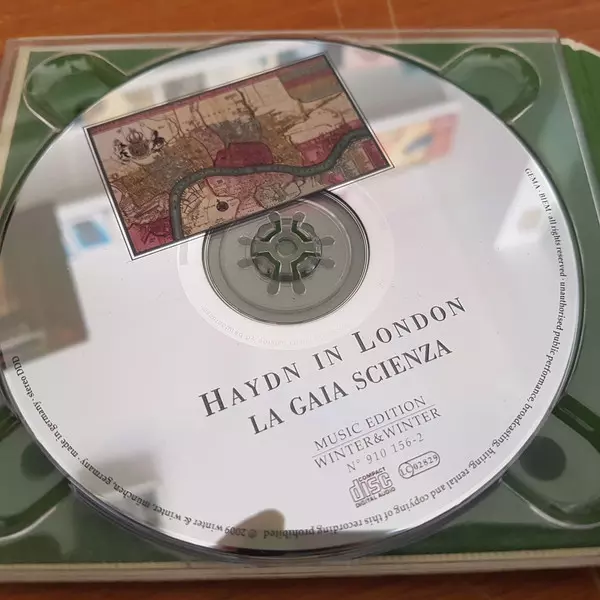 HAYDN IN LONDON
LA GAIA SCIENZA
MUSIC EDITION
WINTER&WINTER
N° 910 156-2
COMPACT
disc
DIGITAL AUDIO
LC 02829
GEMA · BIEM · all rights reserved · unauthorised public performance, broadcasting, hiring, rental and copying of this recording prohibited · © 2009 winter & winter, münchen, germany · made in germany · stereo DDD